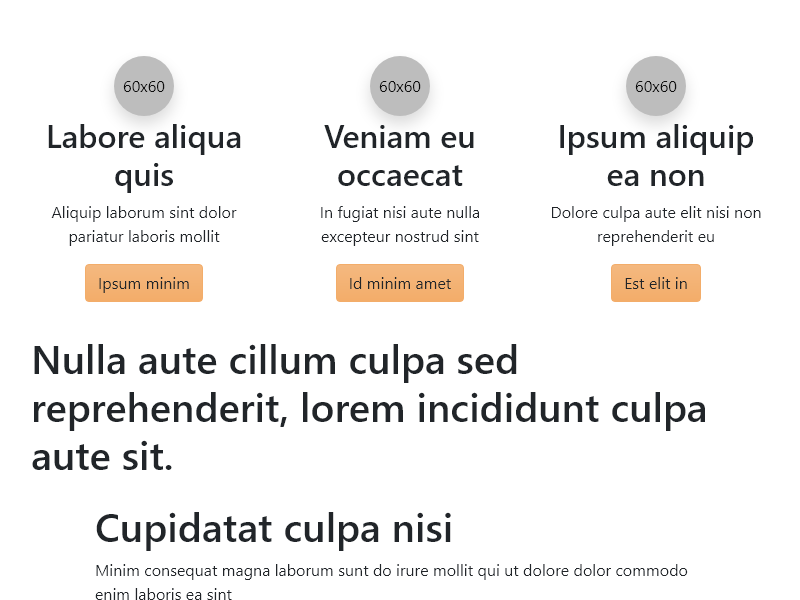 60x60
Labore aliqua
quis
Aliquip laborum sint dolor
pariatur laboris mollit
Ipsum minim
60x60
Veniam eu
occaecat
In fugiat nisi aute nulla
excepteur nostrud sint
Id minim amet
60x60
Ipsum aliquip
ea non
Dolore culpa aute elit nisi non
reprehenderit eu
Est elit in
Nulla aute cillum culpa sed
reprehenderit, lorem incididunt culpa
aute sit.
Cupidatat culpa nisi
Minim consequat magna laborum sunt do irure mollit qui ut dolore dolor commodo
enim laboris ea sint